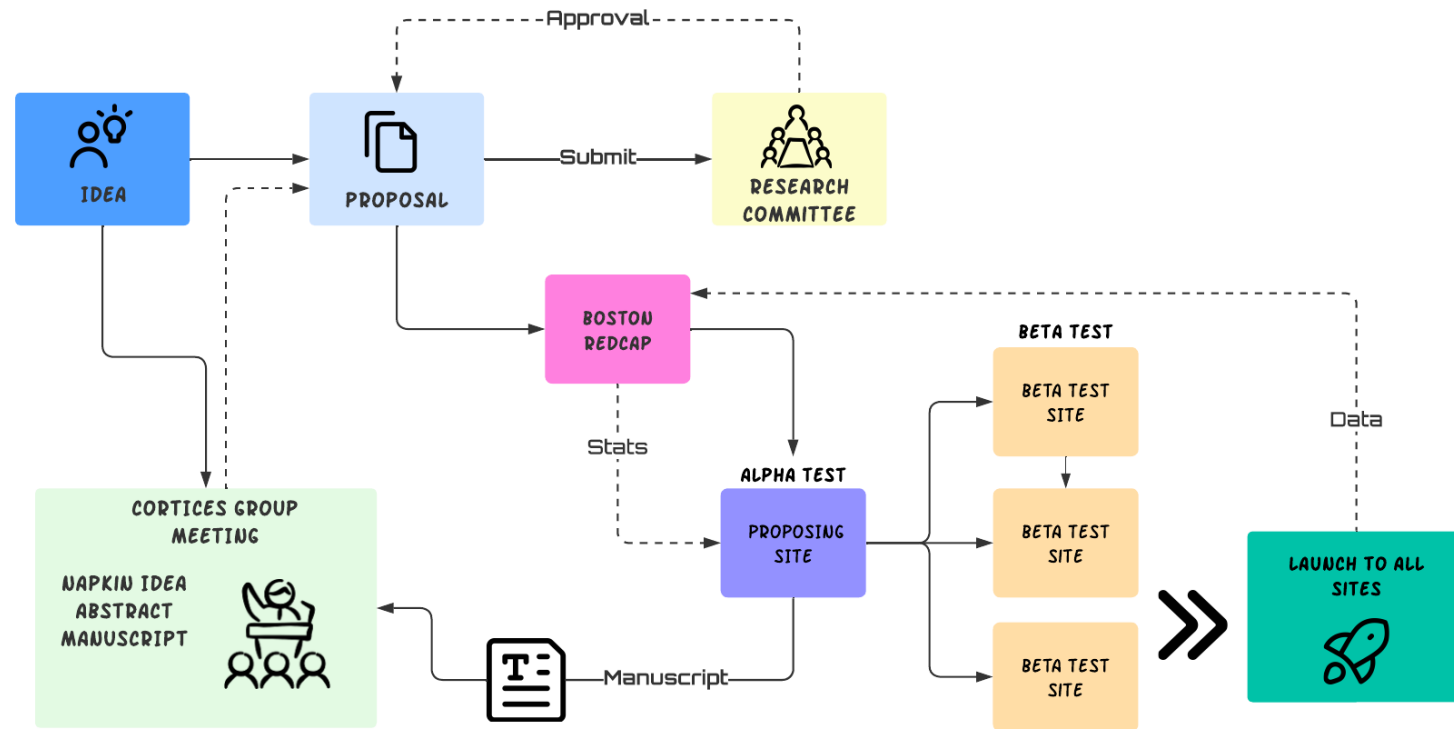 Approval
IDEA
PROPOSAL
Submit
RESEARCH
COMMITTEE
BOSTON
REDCAP
Stats
BETA TEST
BETA TEST
SITE
Data
ALPHA TEST
PROPOSING
SITE
BETA TEST
SITE
BETA TEST
SITE
LAUNCH TO ALL
SITES
CORTICES GROUP
MEETING
NAPKIN IDEA
ABSTRACT
MANUSCRIPT
T
Manuscript